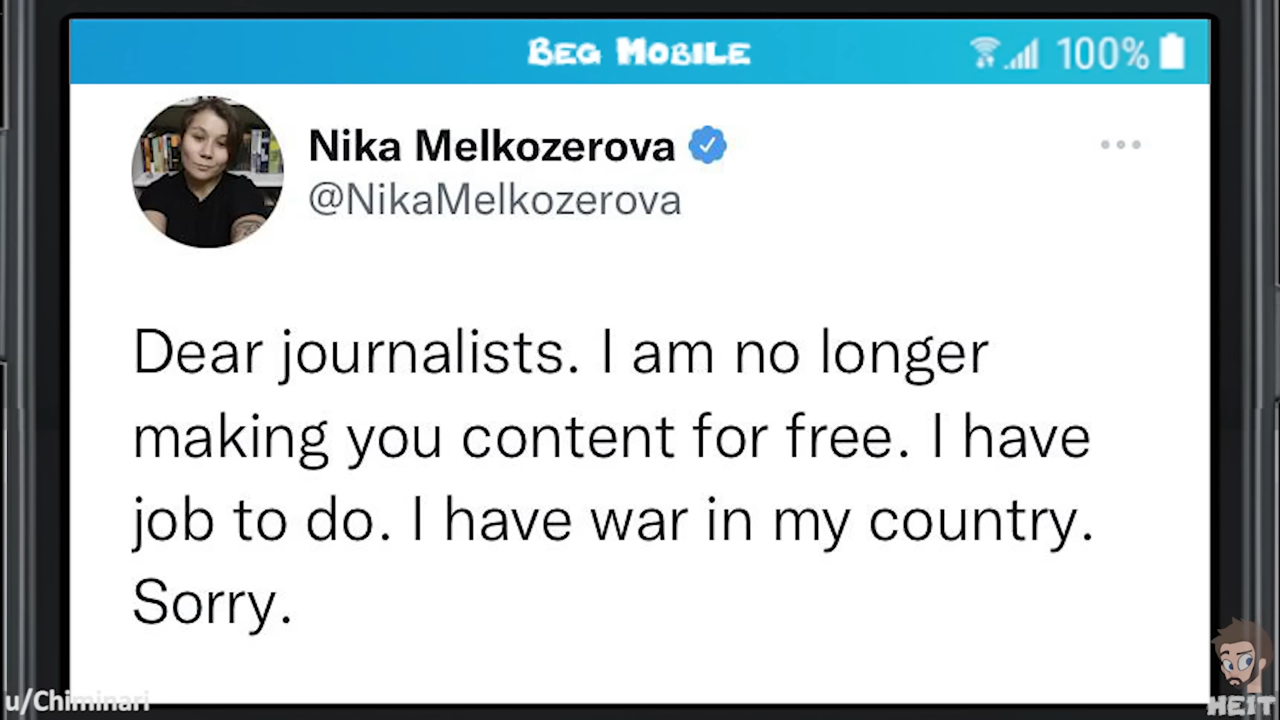 BEG MOBILE
100%
Nika Melkozerova
@NikaMelkozerova
Dear journalists. I am no longer
making you content for free. I have
job to do. I have war in my country.
Sorry.
u/Chiminari
HEIT